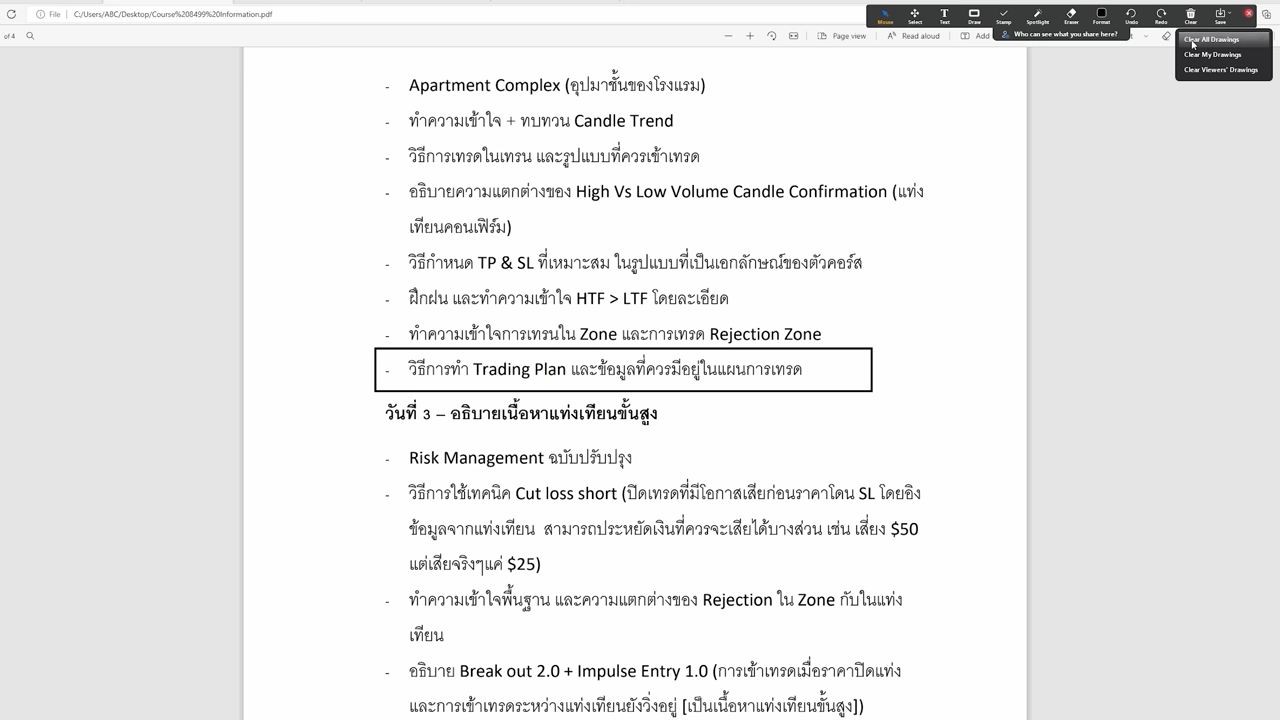 File C:/Users/ABC/Desktop/Course%208499%20Information.pdf
Mouse Select Text Draw Stamp Spotlight Eraser Format Undo Redo Clear Save
of 4 Page view Read aloud Add Who can see what you share here?
Clear All Drawings
Clear My Drawings
Clear Viewers' Drawings
- Apartment Complex (อุปมาชั้นของโรงแรม)
- ทำความเข้าใจ + ทบทวน Candle Trend
- วิธีการเทรดในเทรน และรูปแบบที่ควรเข้าเทรด
- อธิบายความแตกต่างของ High Vs Low Volume Candle Confirmation (แท่ง
เทียนคอนเฟิร์ม)
- วิธีกำหนด TP & SL ที่เหมาะสม ในรูปแบบที่เป็นเอกลักษณ์ของตัวคอร์ส
- ฝึกฝน และทำความเข้าใจ HTF > LTF โดยละเอียด
- ทำความเข้าใจการเทรนใน Zone และการเทรด Rejection Zone
- วิธีการทำ Trading Plan และข้อมูลที่ควรมีอยู่ในแผนการเทรด
วันที่ 3 – อธิบายเนื้อหาแท่งเทียนขั้นสูง
- Risk Management ฉบับปรับปรุง
- วิธีการใช้เทคนิค Cut loss short (ปิดเทรดที่มีโอกาสเสียก่อนราคาโดน SL โดยอิง
ข้อมูลจากแท่งเทียน สามารถประหยัดเงินที่ควรจะเสียได้บางส่วน เช่น เสี่ยง $50
แต่เสียจริงๆแค่ $25)
- ทำความเข้าใจพื้นฐาน และความแตกต่างของ Rejection ใน Zone กับในแท่ง
เทียน
- อธิบาย Break out 2.0 + Impulse Entry 1.0 (การเข้าเทรดเมื่อราคาปิดแท่ง
และการเข้าเทรดระหว่างแท่งเทียนยังวิ่งอยู่ [เป็นเนื้อหาแท่งเทียนขั้นสูง])